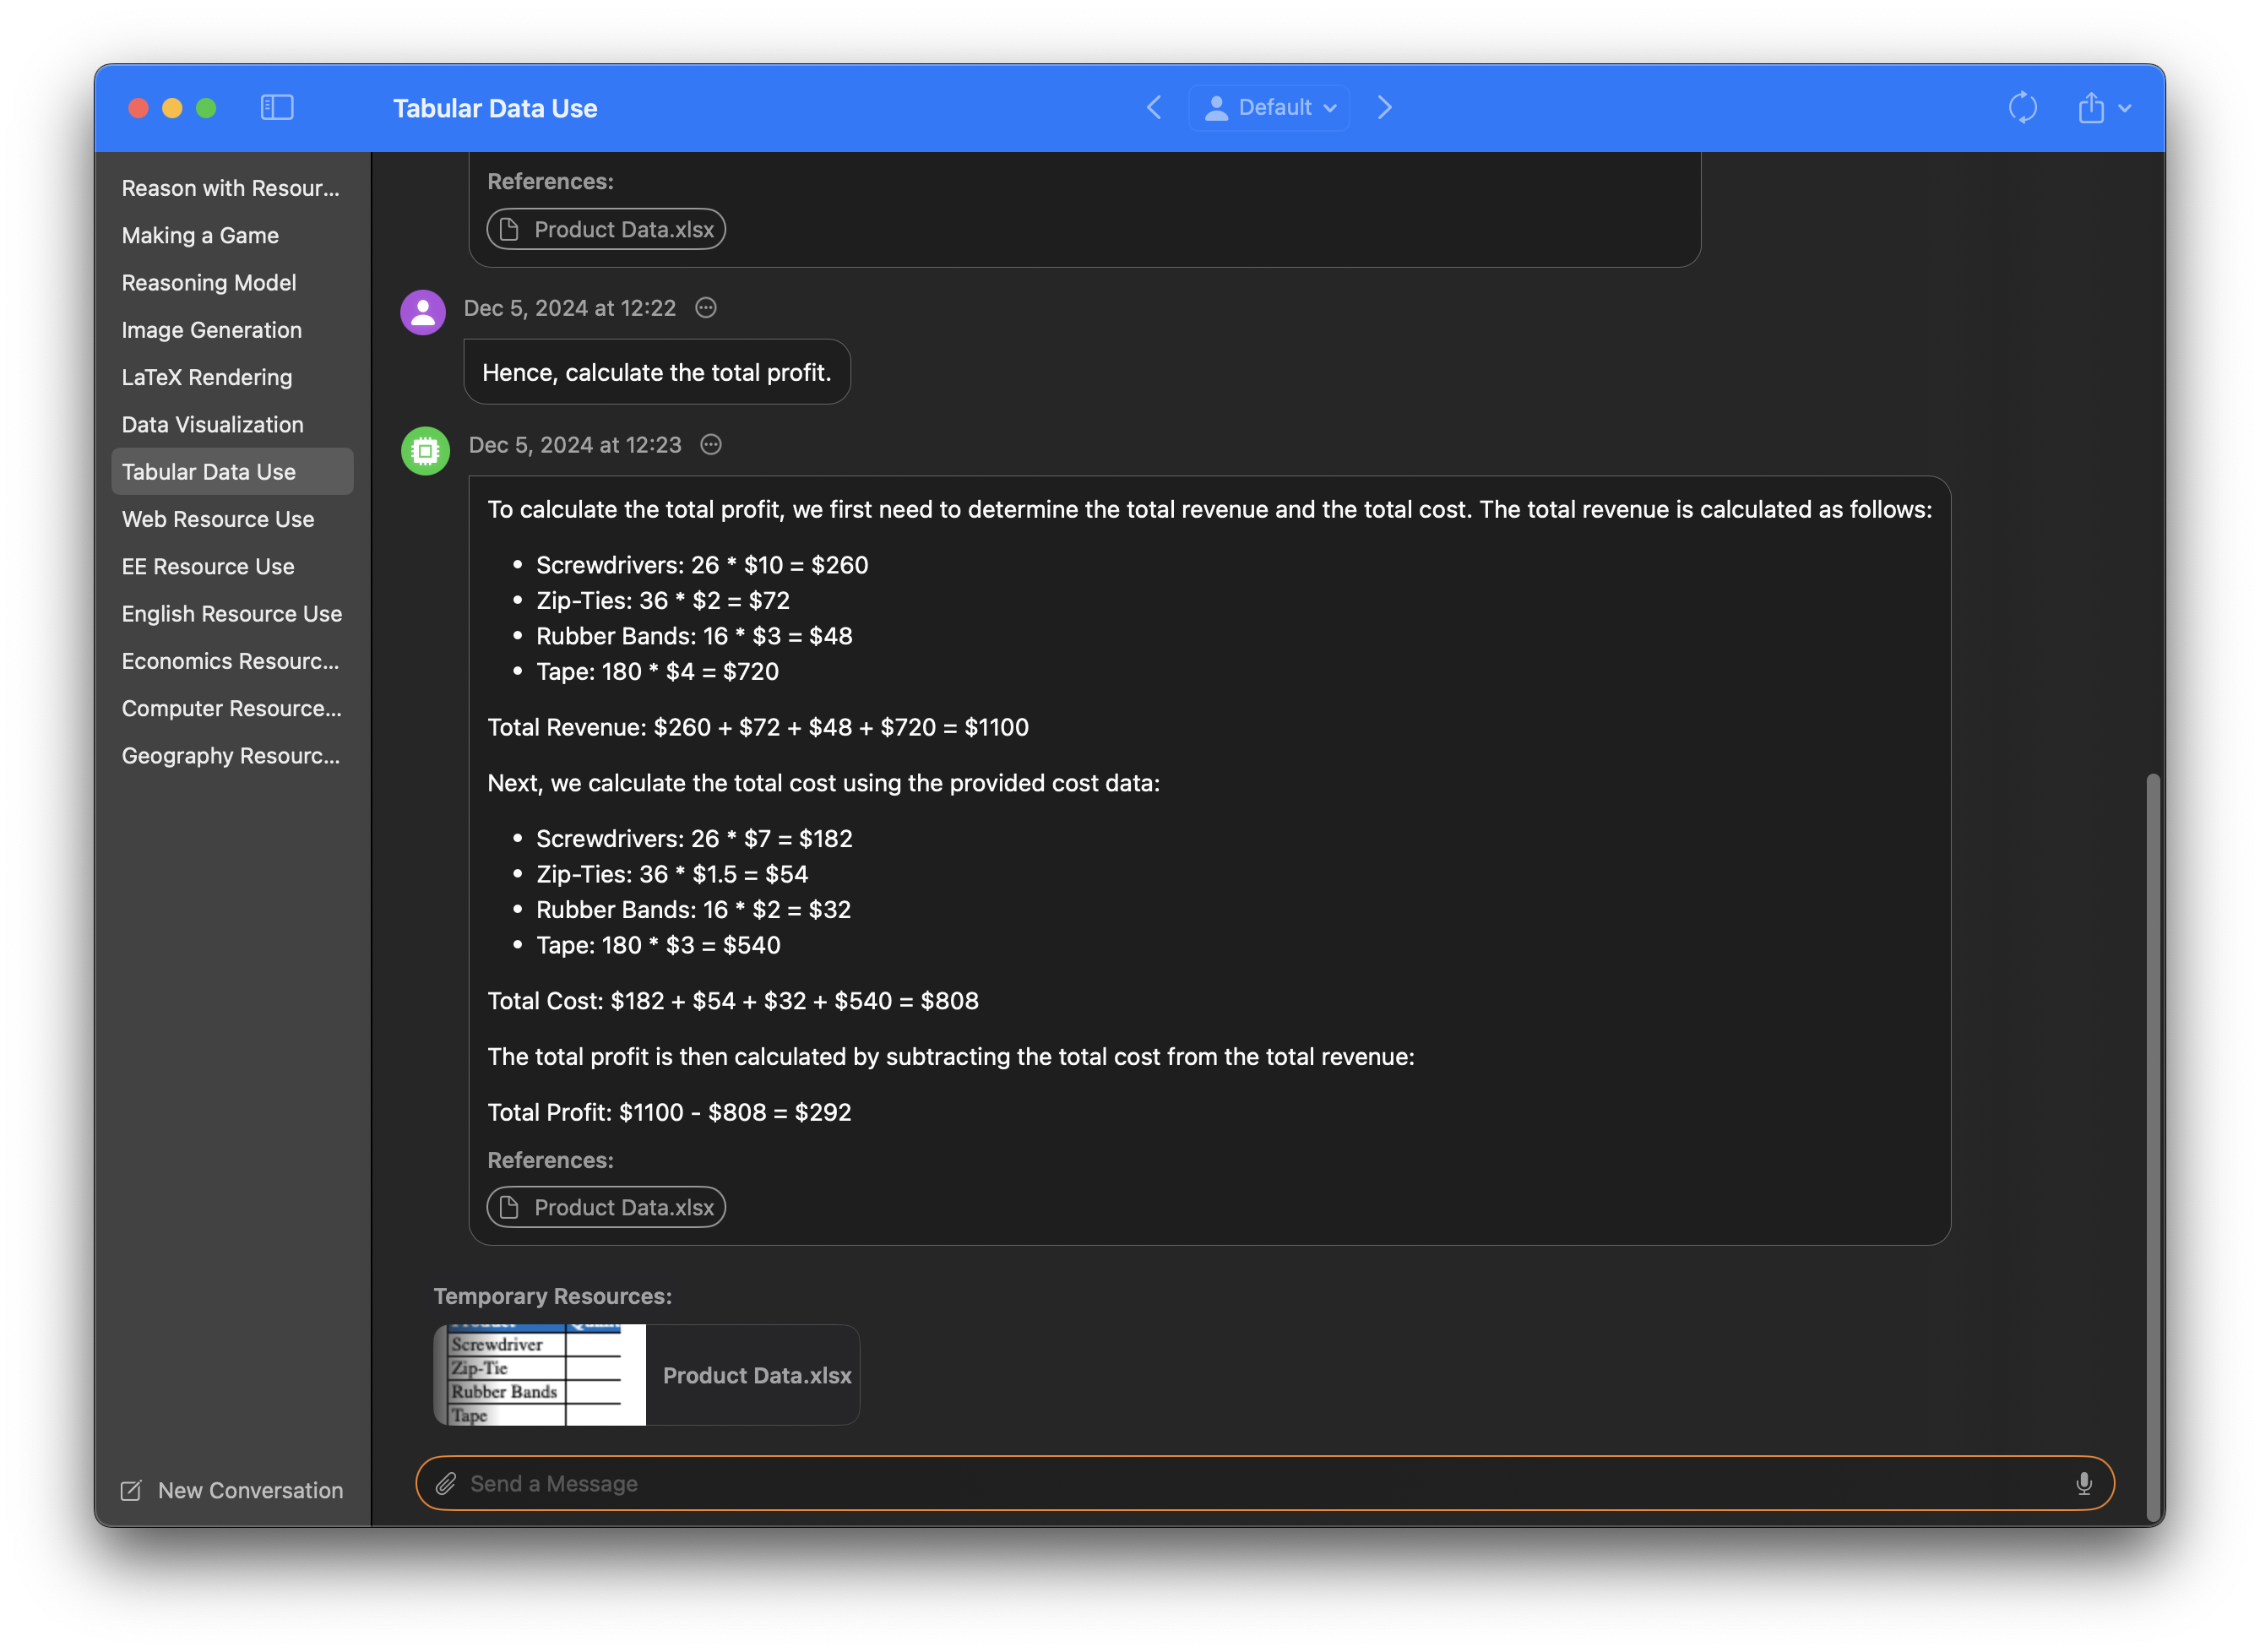 Tabular Data Use
Default
Reason with Resour...
Making a Game
Reasoning Model
Image Generation
LaTeX Rendering
Data Visualization
Tabular Data Use
Web Resource Use
EE Resource Use
English Resource Use
Economics Resourc...
Computer Resource...
Geography Resourc...
New Conversation
References:
Product Data.xlsx
Dec 5, 2024 at 12:22
Hence, calculate the total profit.
Dec 5, 2024 at 12:23
To calculate the total profit, we first need to determine the total revenue and the total cost. The total revenue is calculated as follows:
• Screwdrivers: 26 * $10 = $260
• Zip-Ties: 36 * $2 = $72
• Rubber Bands: 16 * $3 = $48
• Tape: 180 * $4 = $720
Total Revenue: $260 + $72 + $48 + $720 = $1100
Next, we calculate the total cost using the provided cost data:
• Screwdrivers: 26 * $7 = $182
• Zip-Ties: 36 * $1.5 = $54
• Rubber Bands: 16 * $2 = $32
• Tape: 180 * $3 = $540
Total Cost: $182 + $54 + $32 + $540 = $808
The total profit is then calculated by subtracting the total cost from the total revenue:
Total Profit: $1100 - $808 = $292
References:
Product Data.xlsx
Temporary Resources:
Screwdriver
Zip-Tie
Rubber Bands
Tape
Product Data.xlsx
Send a Message